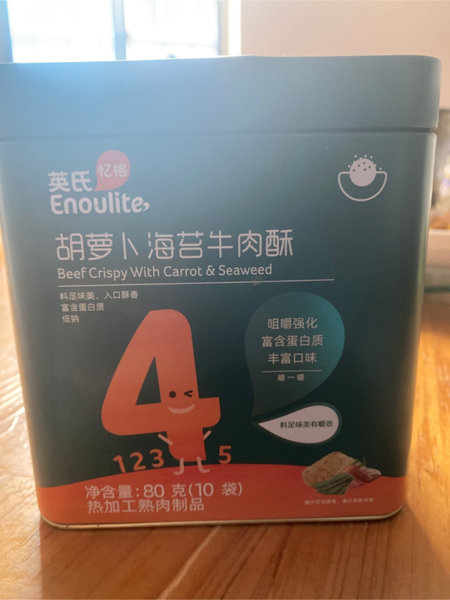 英氏
忆格
Enoulite
胡萝卜海苔牛肉酥
Beef Crispy With Carrot & Seaweed
料足味美、入口酥香
富含蛋白质
低钠
咀嚼强化
富含蛋白质
丰富口味
嚼一嚼
料足味美有嚼劲
4
123
5
净含量: 80 克(10 袋)
热加工熟肉制品